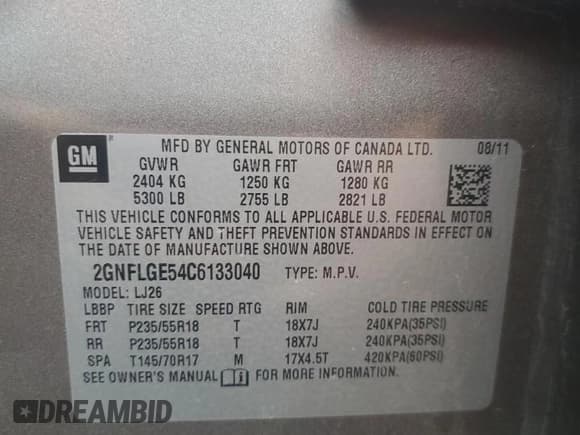 GM
MFD BY GENERAL MOTORS OF CANADA LTD. 08/11
GVWR GAWR FRT GAWR RR
2404 KG 1250 KG 1280 KG
5300 LB 2755 LB 2821 LB
THIS VEHICLE CONFORMS TO ALL APPLICABLE U.S. FEDERAL MOTOR
VEHICLE SAFETY AND THEFT PREVENTION STANDARDS IN EFFECT ON
THE DATE OF MANUFACTURE SHOWN ABOVE.
2GNFLGE54C6133040 TYPE: M.P.V.
MODEL: LJ26
LBBP TIRE SIZE SPEED RTG RIM COLD TIRE PRESSURE
FRT P235/55R18 T 18X7J 240KPA(35PSI)
RR P235/55R18 T 18X7J 240KPA(35PSI)
SPA T145/70R17 M 17X4.5T 420KPA(60PSI)
SEE OWNER'S MANUAL FOR MORE INFORMATION.
DREAMBID